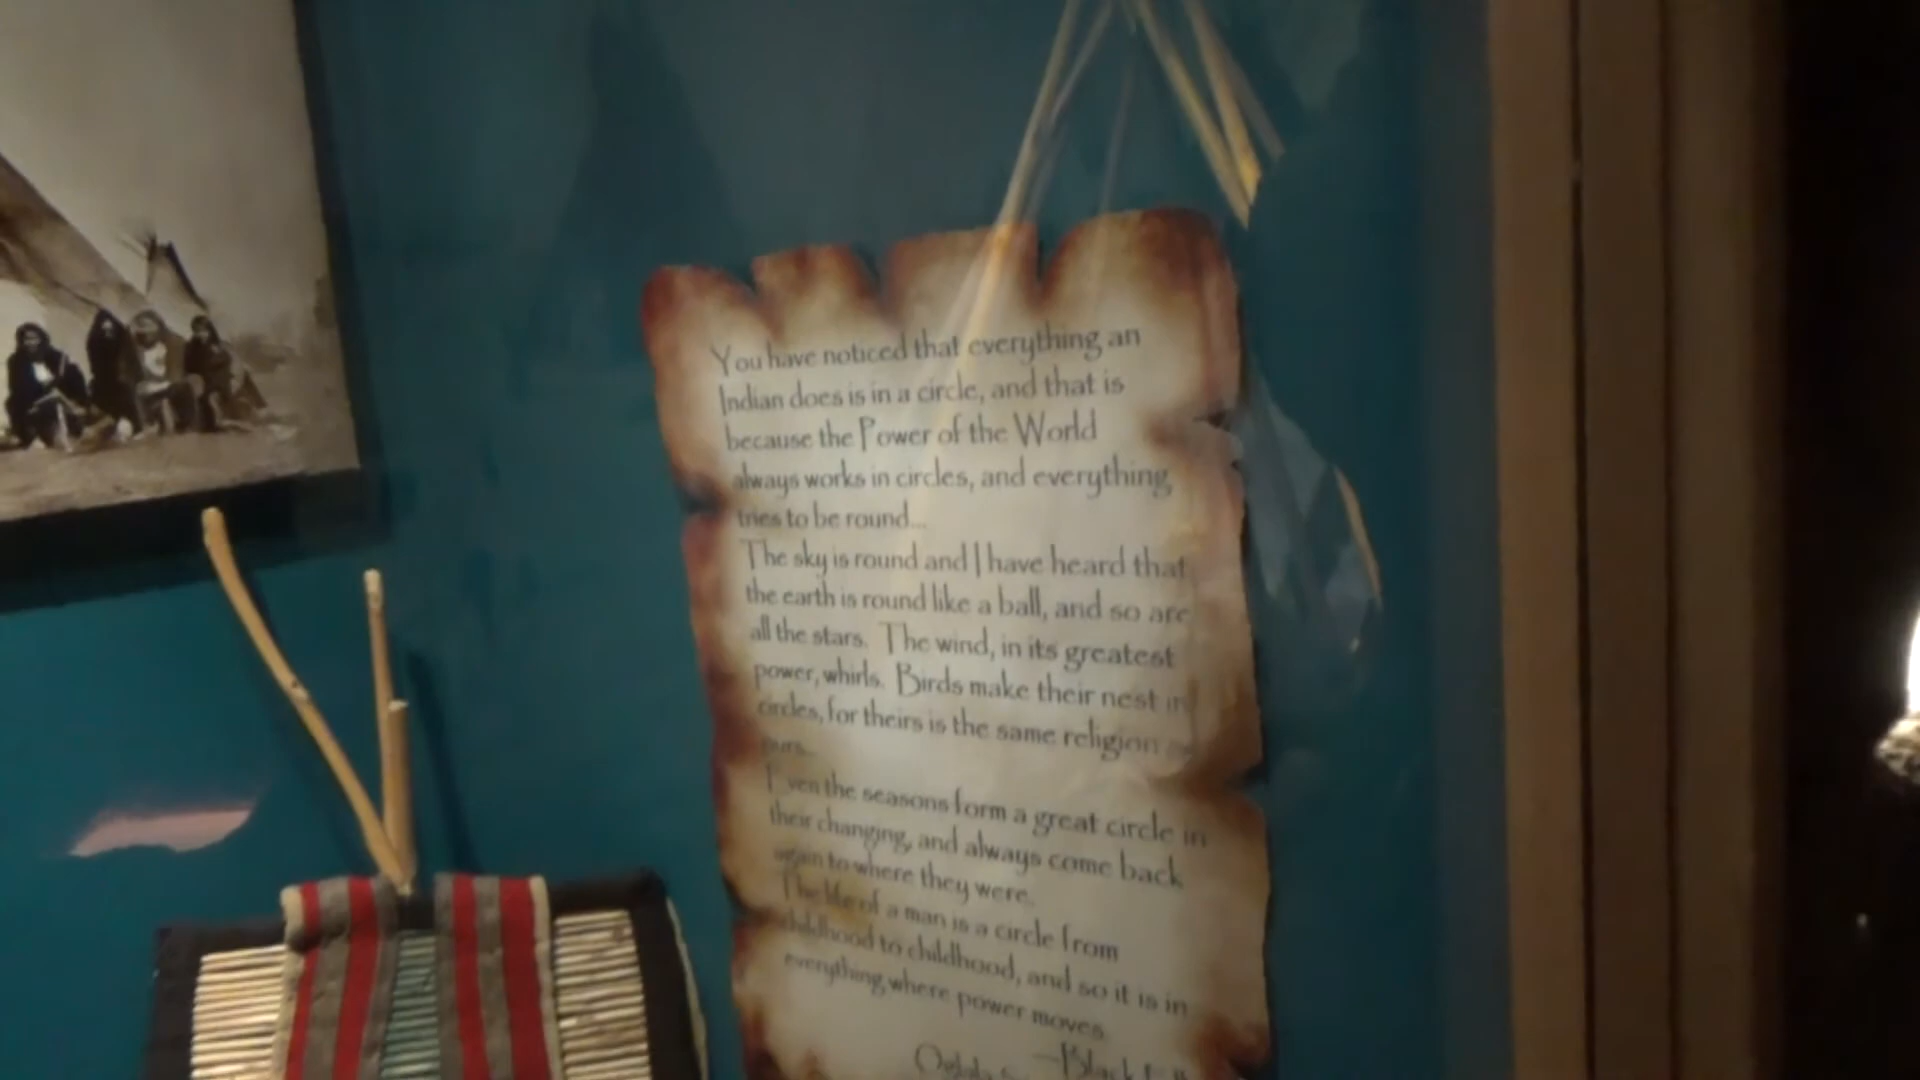 You have noticed that everything an
Indian does is in a circle, and that is
because the Power of the World
always works in circles, and everything
tries to be round...
The sky is round and I have heard that
the earth is round like a ball, and so are
all the stars. The wind, in its greatest
power, whirls. Birds make their nest in
circles, for theirs is the same religion as
ours...
Even the seasons form a great circle in
their changing, and always come back
again to where they were.
The life of a man is a circle from
childhood to childhood, and so it is in
everything where power moves.
—Black